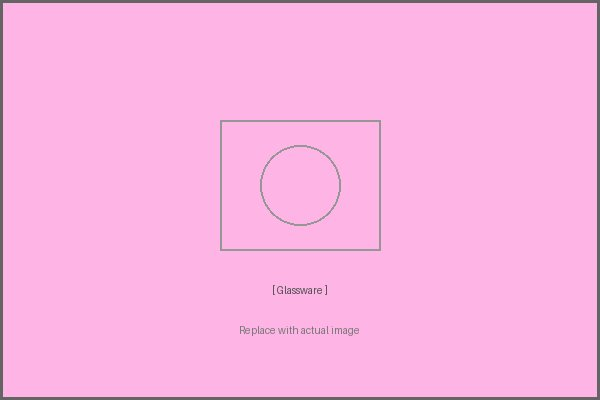 [ Glassware ]
Replace with actual image